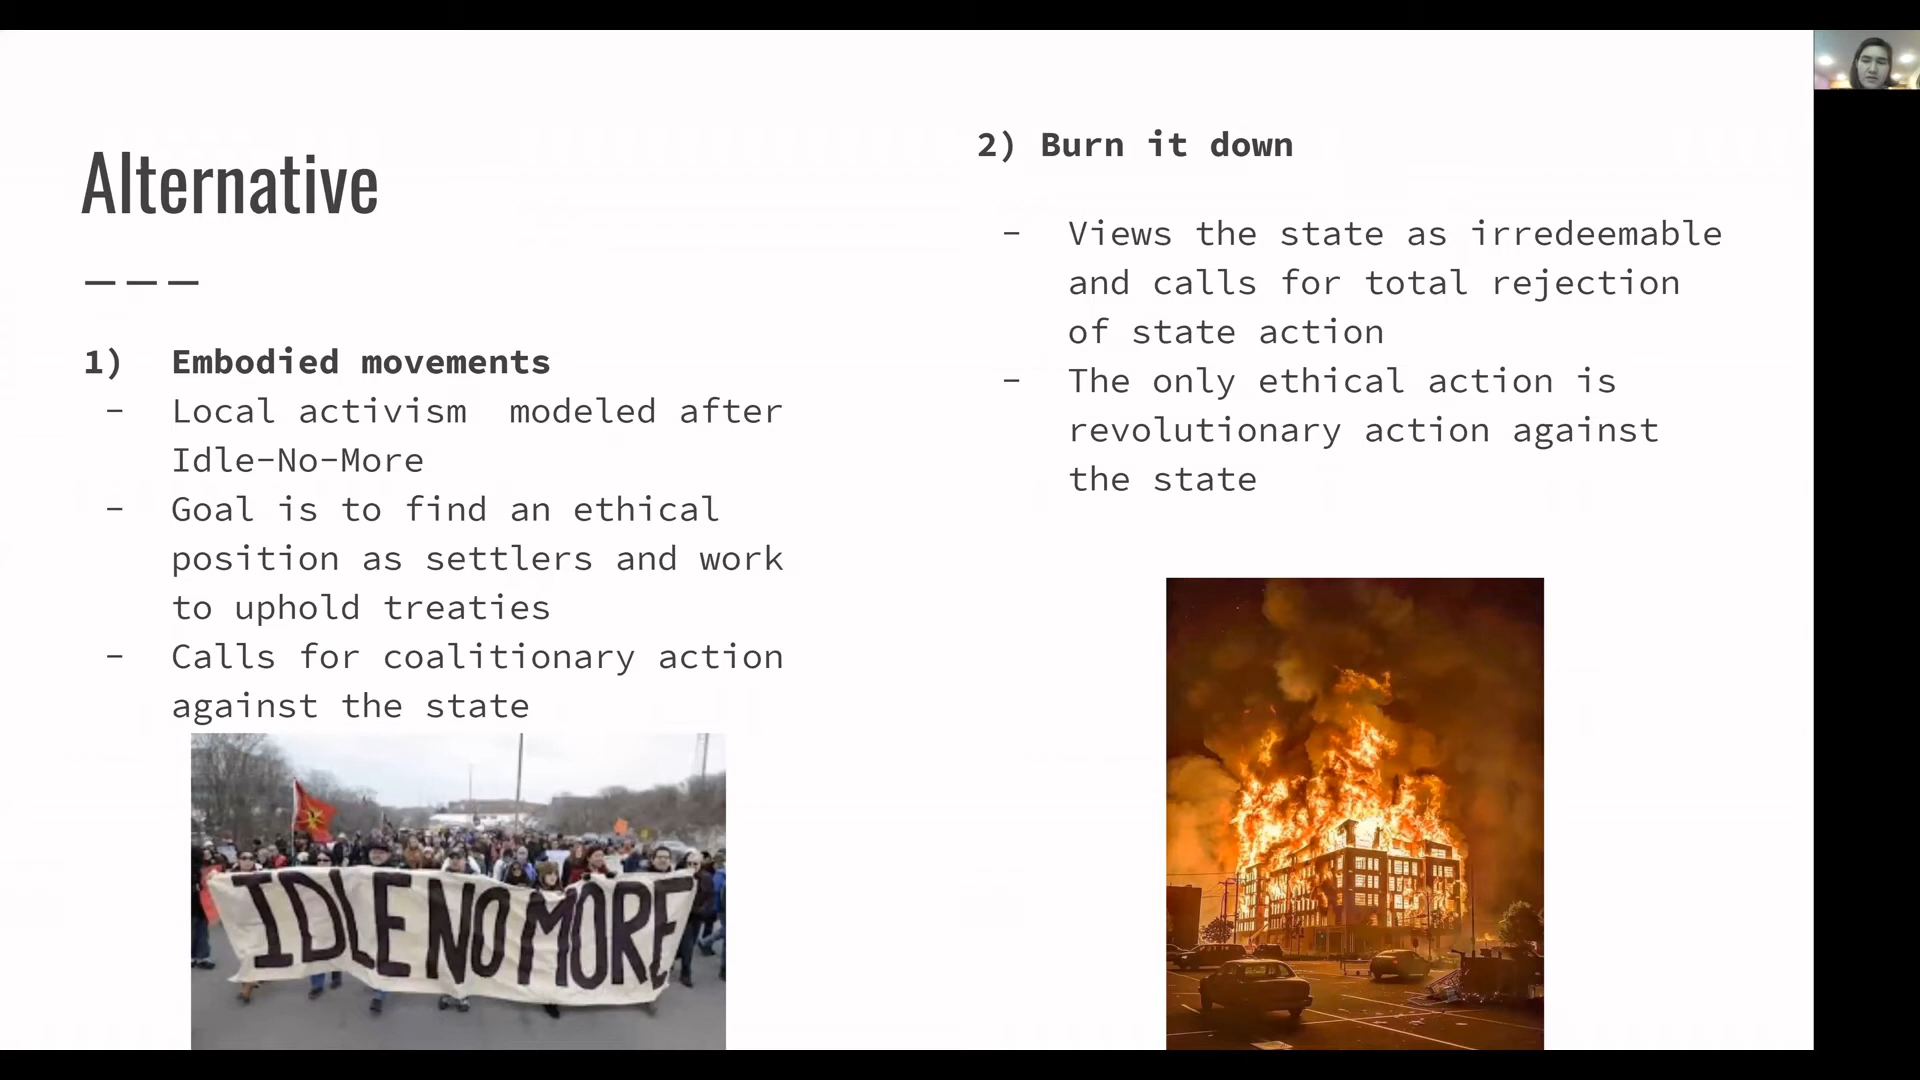 Alternative
1) Embodied movements
- Local activism modeled after
Idle-No-More
- Goal is to find an ethical
position as settlers and work
to uphold treaties
- Calls for coalitionary action
against the state
IDLE NO MORE
2) Burn it down
- Views the state as irredeemable
and calls for total rejection
of state action
- The only ethical action is
revolutionary action against
the state